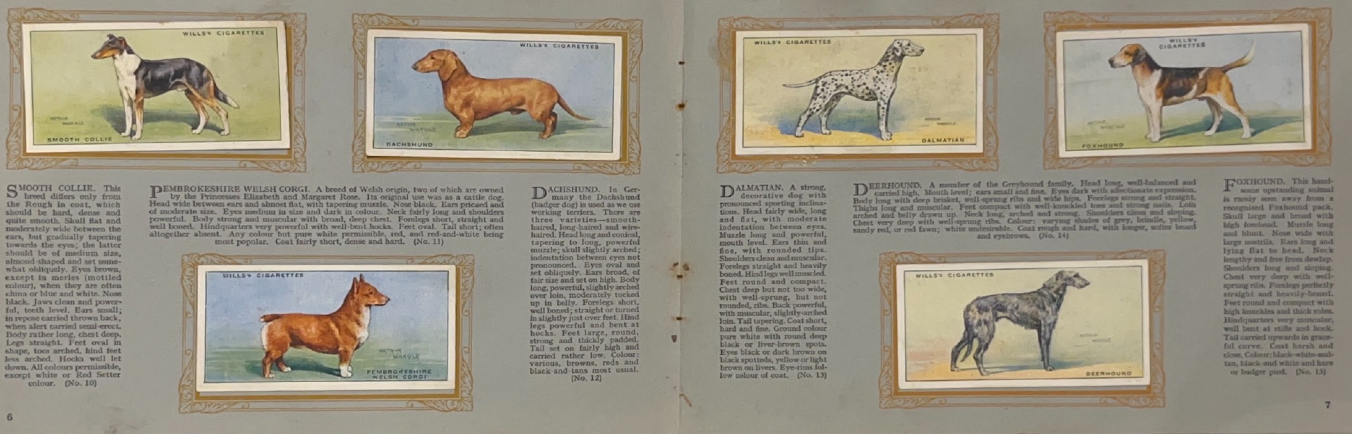 WILLS'S CIGARETTES
ARTHUR
WARDLE
SMOOTH COLLIE
WILLS'S CIGARETTES
ARTHUR
WARDLE
DACHSHUND
SMOOTH COLLIE. This
breed differs only from
the Rough in coat, which
should be hard, dense and
quite smooth. Skull flat and
moderately wide between the
ears, but gradually tapering
towards the eyes; the latter
should be of medium size,
almond-shaped and set some-
what obliquely. Eyes brown,
except in merles (mottled
colour), when they are often
china or blue and white. Nose
black. Jaws clean and power-
ful, teeth level. Ears small;
in repose carried thrown back,
when alert carried semi-erect.
Body rather long, chest deep.
Legs straight. Feet oval in
shape, toes arched, hind feet
less arched. Hocks well let
down. All colours permissible,
except white or Red Setter
colour. (No. 10)
PEMBROKESHIRE WELSH CORGI. A breed of Welsh origin, two of which are owned
by the Princesses Elizabeth and Margaret Rose. Its original use was as a cattle dog.
Head wide between ears and almost flat, with tapering muzzle. Nose black. Ears pricked and
of moderate size. Eyes medium in size and dark in colour. Neck fairly long and shoulders
powerful. Body strong and muscular with broad, deep chest. Forelegs short, straight and
well boned. Hindquarters very powerful with well-bent hocks. Feet oval. Tail short; often
altogether absent. Any colour but pure white permissible, red, and red-and-white being
most popular. Coat fairly short, dense and hard. (No. 11)
WILLS'S CIGARETTES
ARTHUR
WARDLE
PEMBROKESHIRE
WELSH CORGI
DACHSHUND. In Ger-
many the Dachshund
(badger dog) is used as we use
working terriers. There are
three varieties—smooth-
haired, long-haired and wire-
haired. Head long and conical,
tapering to long, powerful
muzzle; skull slightly arched;
indentation between eyes not
pronounced. Eyes oval and
set obliquely. Ears broad, of
fair size and set on high. Body
long, powerful, slightly arched
over loin, moderately tucked
up in belly. Forelegs short,
well boned; straight or turned
in slightly just over feet. Hind
legs powerful and bent at
hocks. Feet large, round,
strong and thickly padded.
Tail set on fairly high and
carried rather low. Colour:
various, browns, reds and
black-and-tans most usual.
(No. 12)
6
WILLS'S CIGARETTES
ARTHUR
WARDLE
DALMATIAN
WILLS'S
CIGARETTES
ARTHUR
WARDLE
FOXHOUND
DALMATIAN. A strong,
decorative dog with
pronounced sporting inclina-
tions. Head fairly wide, long
and flat, with moderate
indentation between eyes.
Muzzle long and powerful,
mouth level. Ears thin and
fine, with rounded tips.
Shoulders clean and muscular.
Forelegs straight and heavily
boned. Hind legs well muscled.
Feet round and compact.
Chest deep but not too wide,
with well-sprung, but not
rounded, ribs. Back powerful,
with muscular, slightly-arched
loin. Tail tapering. Coat short,
hard and fine. Ground colour
pure white with round deep
black or liver-brown spots.
Eyes black or dark brown on
black spotteds, yellow or light
brown on livers. Eye-rims fol-
low colour of coat. (No. 13)
DEERHOUND. A member of the Greyhound family. Head long, well-balanced and
carried high. Mouth level; ears small and fine. Eyes dark with affectionate expression.
Body long with deep brisket, well-sprung ribs and wide hips. Forelegs strong and straight.
Thighs long and muscular. Feet compact with well-knuckled toes and strong nails. Loin
arched and belly drawn up. Neck long, arched and strong. Shoulders clean and sloping.
Chest very deep with well-sprung ribs. Colour: varying shades of grey, brindle, yellow,
sandy red, or red fawn; white undesirable. Coat rough and hard, with longer, softer beard
and eyebrows. (No. 14)
WILLS'S CIGARETTES
ARTHUR
WARDLE
DEERHOUND
FOXHOUND. This hand-
some upstanding animal
is rarely seen away from a
recognised Foxhound pack.
Skull large and broad with
high forehead. Muzzle long
and blunt. Nose wide with
large nostrils. Ears long and
lying flat to head. Neck
lengthy and free from dewlap.
Shoulders long and sloping.
Chest very deep with well-
sprung ribs. Forelegs perfectly
straight and heavily-boned.
Feet round and compact with
high knuckles and thick soles.
Hindquarters very muscular,
well bent at stifle and hock.
Tail carried upwards in grace-
ful curve. Coat harsh and
close. Colour: black-white-and-
tan, black-and-white and hare
or badger pied. (No. 15)
7